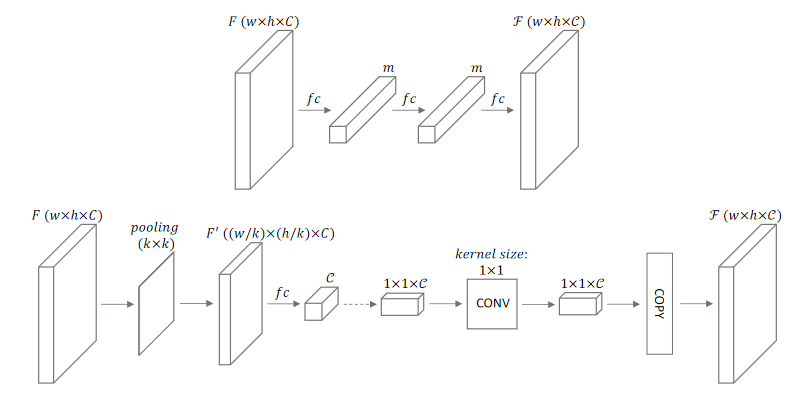 F (w×h×C)
ℱ (w×h×𝒞)
m
m
fc
fc
fc
F (w×h×C)
pooling
(k×k)
F′ ((w/k)×(h/k)×C)
fc
𝒞
1×1×𝒞
kernel size:
1×1
CONV
1×1×𝒞
COPY
ℱ (w×h×𝒞)